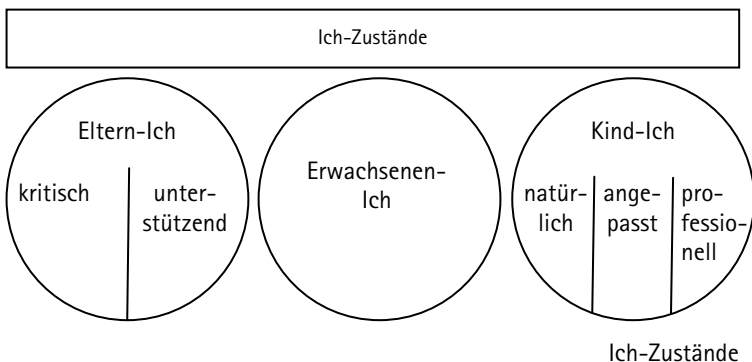 Ich-Zustände
Eltern-Ich
kritisch
unter-
stützend
Erwachsenen-
Ich
Kind-Ich
natür-
lich
ange-
passt
pro-
fessio-
nell
Ich-Zustände